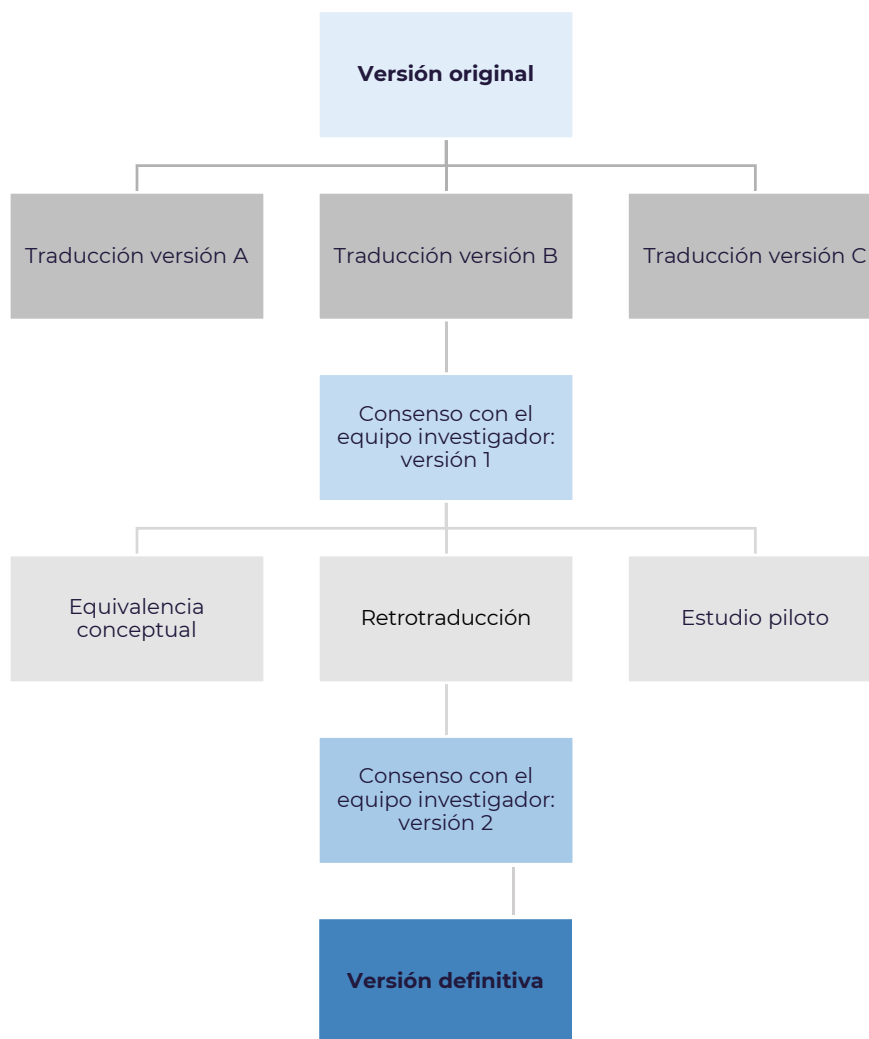 Versión original
Traducción versión A
Traducción versión B
Traducción versión C
Consenso con el
equipo investigador:
versión 1
Equivalencia
conceptual
Retrotraducción
Estudio piloto
Consenso con el
equipo investigador:
versión 2
Versión definitiva